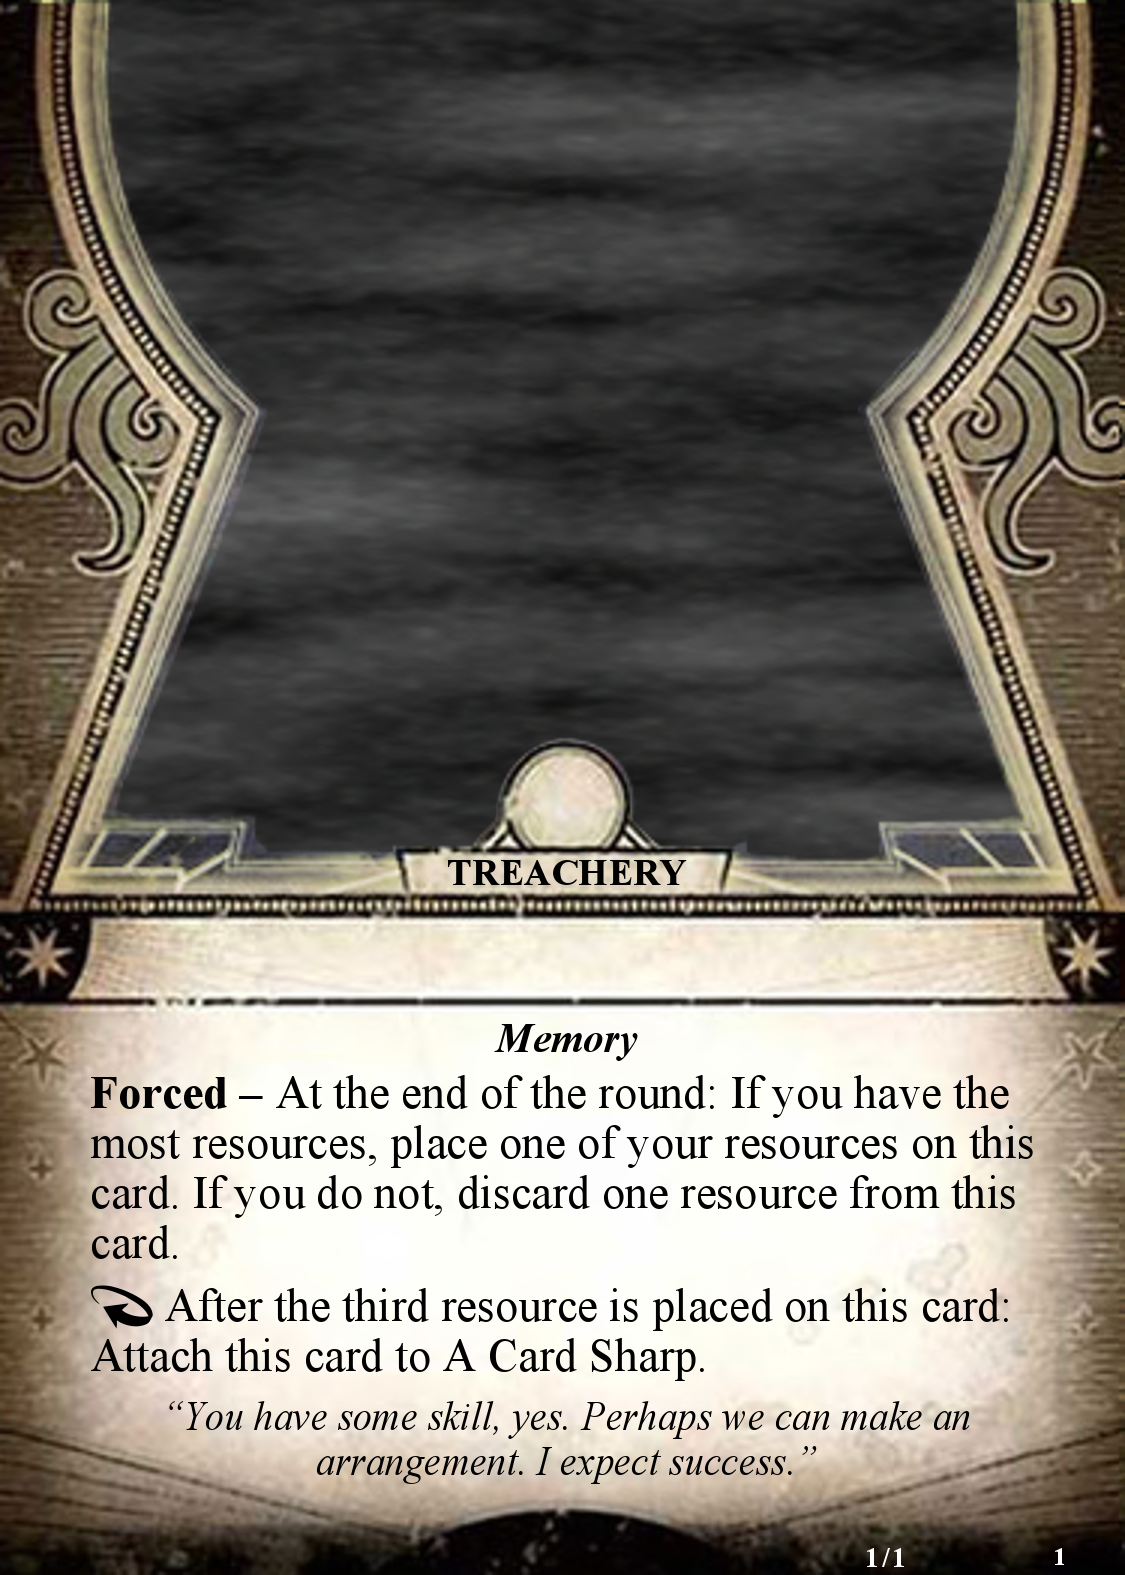 TREACHERY
Memory
Forced – At the end of the round: If you have the
most resources, place one of your resources on this
card. If you do not, discard one resource from this
card.
After the third resource is placed on this card:
Attach this card to A Card Sharp.
“You have some skill, yes. Perhaps we can make an
arrangement. I expect success.”
1/1 1